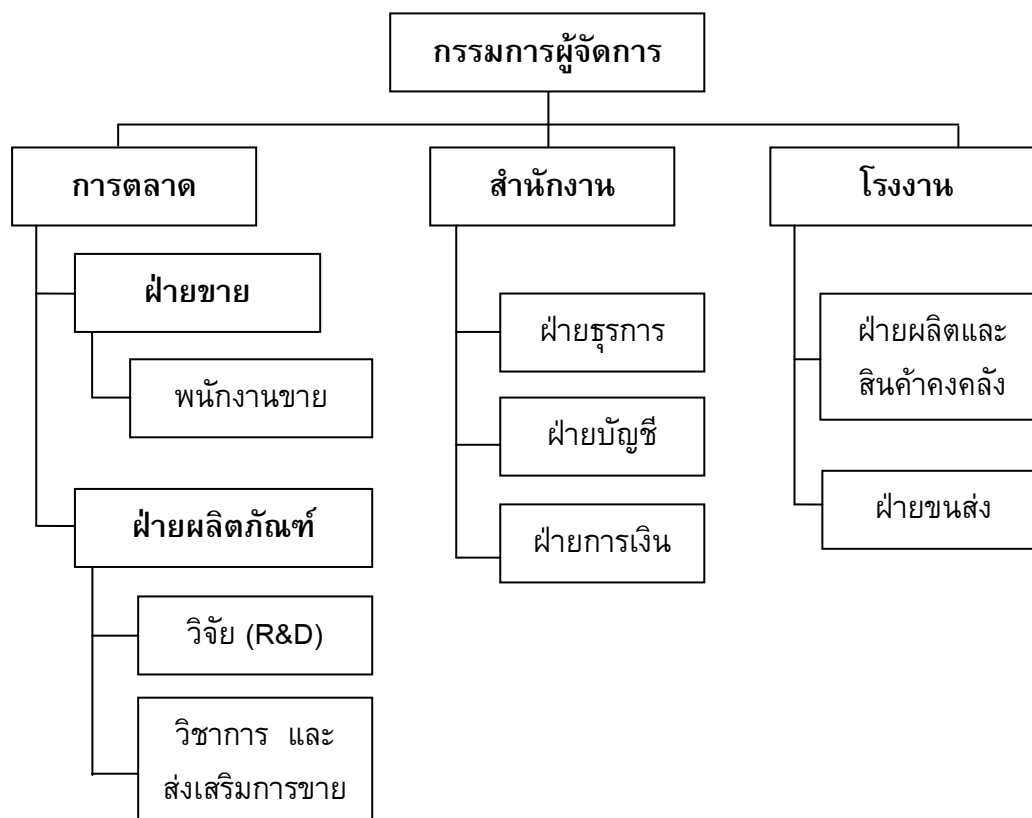 กรรมการผู้จัดการ
การตลาด
สำนักงาน
โรงงาน
ฝ่ายขาย
พนักงานขาย
ฝ่ายผลิตภัณฑ์
วิจัย (R&D)
วิชาการ และ
ส่งเสริมการขาย
ฝ่ายธุรการ
ฝ่ายบัญชี
ฝ่ายการเงิน
ฝ่ายผลิตและ
สินค้าคงคลัง
ฝ่ายขนส่ง